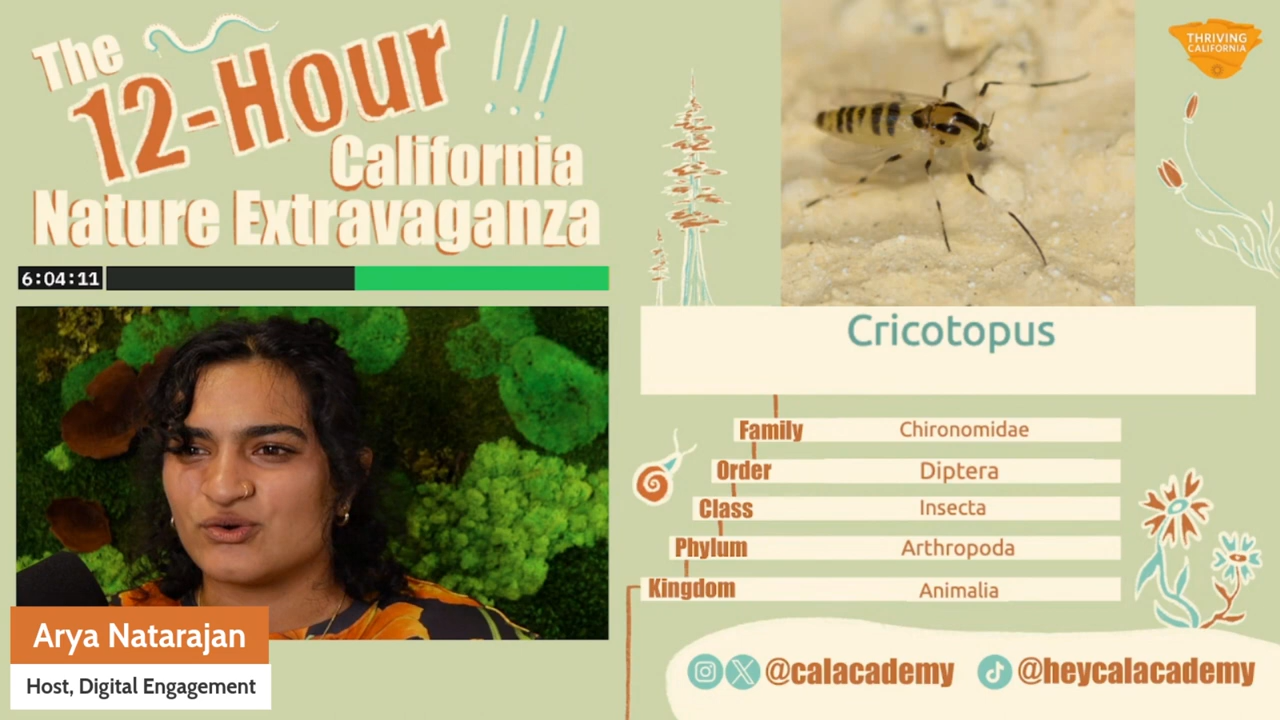 The
12-Hour !!!
California
Nature Extravaganza
6:04:11
Arya Natarajan
Host, Digital Engagement
THRIVING
CALIFORNIA
Cricotopus
Family Chironomidae
Order Diptera
Class Insecta
Phylum Arthropoda
Kingdom Animalia
@calacademy @heycalacademy